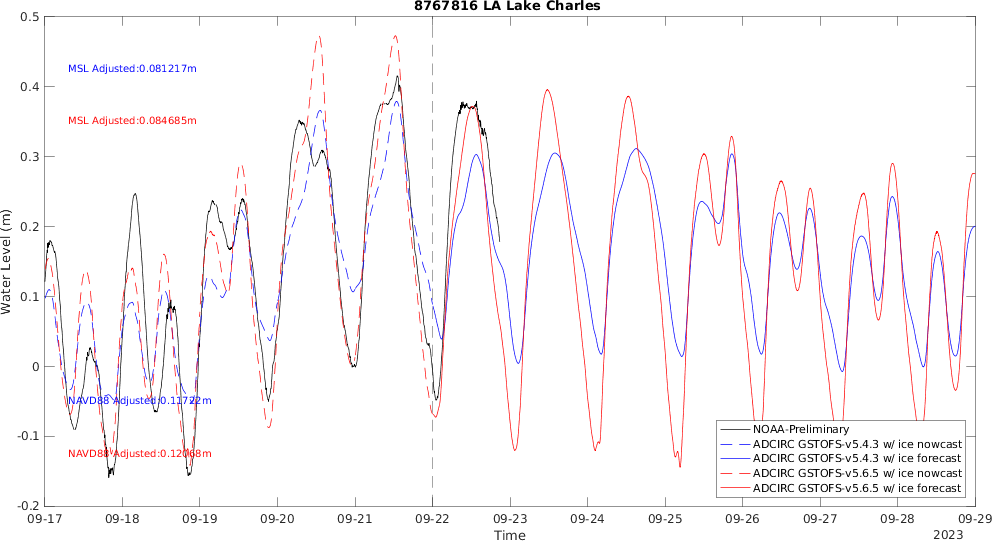 8767816 LA Lake Charles
Water Level (m)
0.5
0.4
0.3
0.2
0.1
0
-0.1
-0.2
MSL Adjusted:0.081217m
MSL Adjusted:0.084685m
NAVD88 Adjusted:0.11722m
NAVD88 Adjusted:0.12068m
NOAA-Preliminary
ADCIRC GSTOFS-v5.4.3 w/ ice nowcast
ADCIRC GSTOFS-v5.4.3 w/ ice forecast
ADCIRC GSTOFS-v5.6.5 w/ ice nowcast
ADCIRC GSTOFS-v5.6.5 w/ ice forecast
09-17 09-18 09-19 09-20 09-21 09-22 09-23 09-24 09-25 09-26 09-27 09-28 09-29
Time
2023